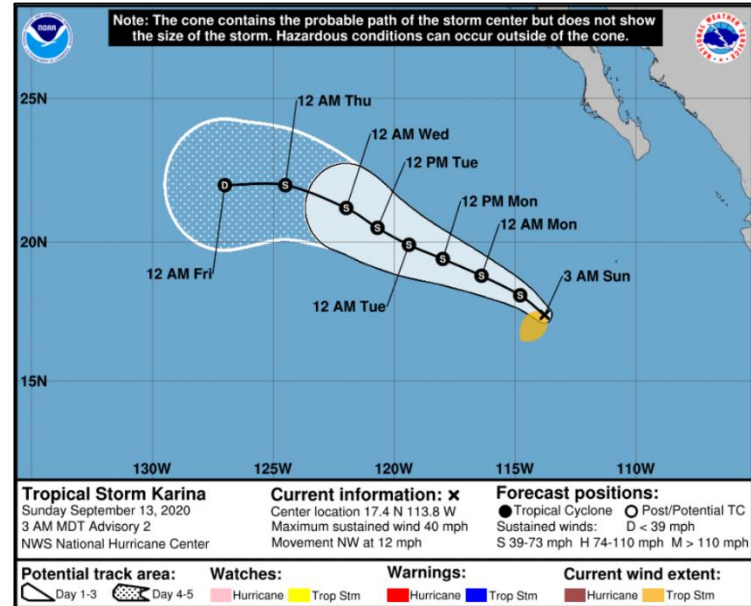 Note: The cone contains the probable path of the storm center but does not show
the size of the storm. Hazardous conditions can occur outside of the cone.
NOAA
NATIONAL WEATHER SERVICE
25N
20N
15N
12 AM Thu
12 AM Wed
12 PM Tue
12 PM Mon
12 AM Mon
3 AM Sun
12 AM Fri
12 AM Tue
D S S S S S S S
130W 125W 120W 115W 110W
Tropical Storm Karina
Sunday September 13, 2020
3 AM MDT Advisory 2
NWS National Hurricane Center
Current information: x
Center location 17.4 N 113.8 W
Maximum sustained wind 40 mph
Movement NW at 12 mph
Forecast positions:
Tropical Cyclone Post/Potential TC
Sustained winds: D < 39 mph
S 39-73 mph H 74-110 mph M > 110 mph
Potential track area:
Day 1-3 Day 4-5
Watches:
Hurricane Trop Stm
Warnings:
Hurricane Trop Stm
Current wind extent:
Hurricane Trop Stm